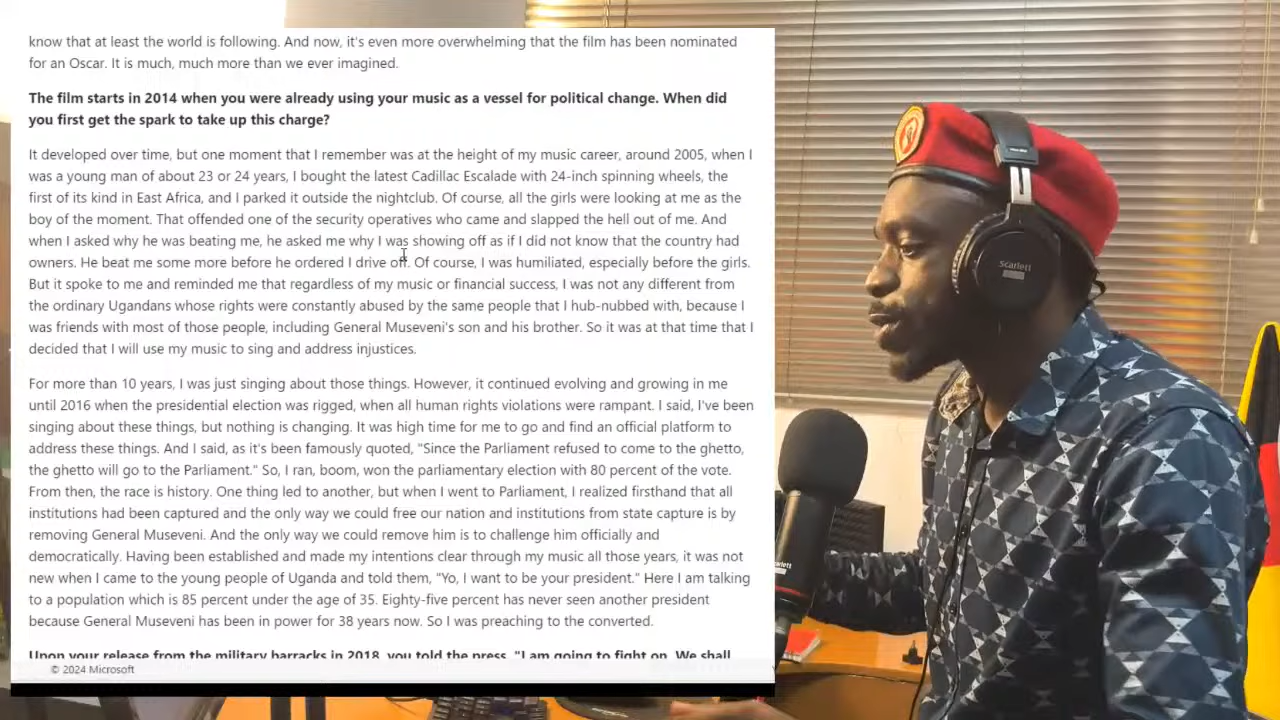 know that at least the world is following. And now, it's even more overwhelming that the film has been nominated
for an Oscar. It is much, much more than we ever imagined.
The film starts in 2014 when you were already using your music as a vessel for political change. When did
you first get the spark to take up this charge?
It developed over time, but one moment that I remember was at the height of my music career, around 2005, when I
was a young man of about 23 or 24 years, I bought the latest Cadillac Escalade with 24-inch spinning wheels, the
first of its kind in East Africa, and I parked it outside the nightclub. Of course, all the girls were looking at me as the
boy of the moment. That offended one of the security operatives who came and slapped the hell out of me. And
when I asked why he was beating me, he asked me why I was showing off as if I did not know that the country had
owners. He beat me some more before he ordered I drive off. Of course, I was humiliated, especially before the girls.
But it spoke to me and reminded me that regardless of my music or financial success, I was not any different from
the ordinary Ugandans whose rights were constantly abused by the same people that I hub-nubbed with, because I
was friends with most of those people, including General Museveni's son and his brother. So it was at that time that I
decided that I will use my music to sing and address injustices.
For more than 10 years, I was just singing about those things. However, it continued evolving and growing in me
until 2016 when the presidential election was rigged, when all human rights violations were rampant. I said, I've been
singing about these things, but nothing is changing. It was high time for me to go and find an official platform to
address these things. And I said, as it's been famously quoted, "Since the Parliament refused to come to the ghetto,
the ghetto will go to the Parliament." So, I ran, boom, won the parliamentary election with 80 percent of the vote.
From then, the race is history. One thing led to another, but when I went to Parliament, I realized firsthand that all
institutions had been captured and the only way we could free our nation and institutions from state capture is by
removing General Museveni. And the only way we could remove him is to challenge him officially and
democratically. Having been established and made my intentions clear through my music all those years, it was not
new when I came to the young people of Uganda and told them, "Yo, I want to be your president." Here I am talking
to a population which is 85 percent under the age of 35. Eighty-five percent has never seen another president
because General Museveni has been in power for 38 years now. So I was preaching to the converted.
Upon your release from the military barracks in 2018, you told the press, "I am going to fight on. We shall
© 2024 Microsoft
Scarlett
Scarlett